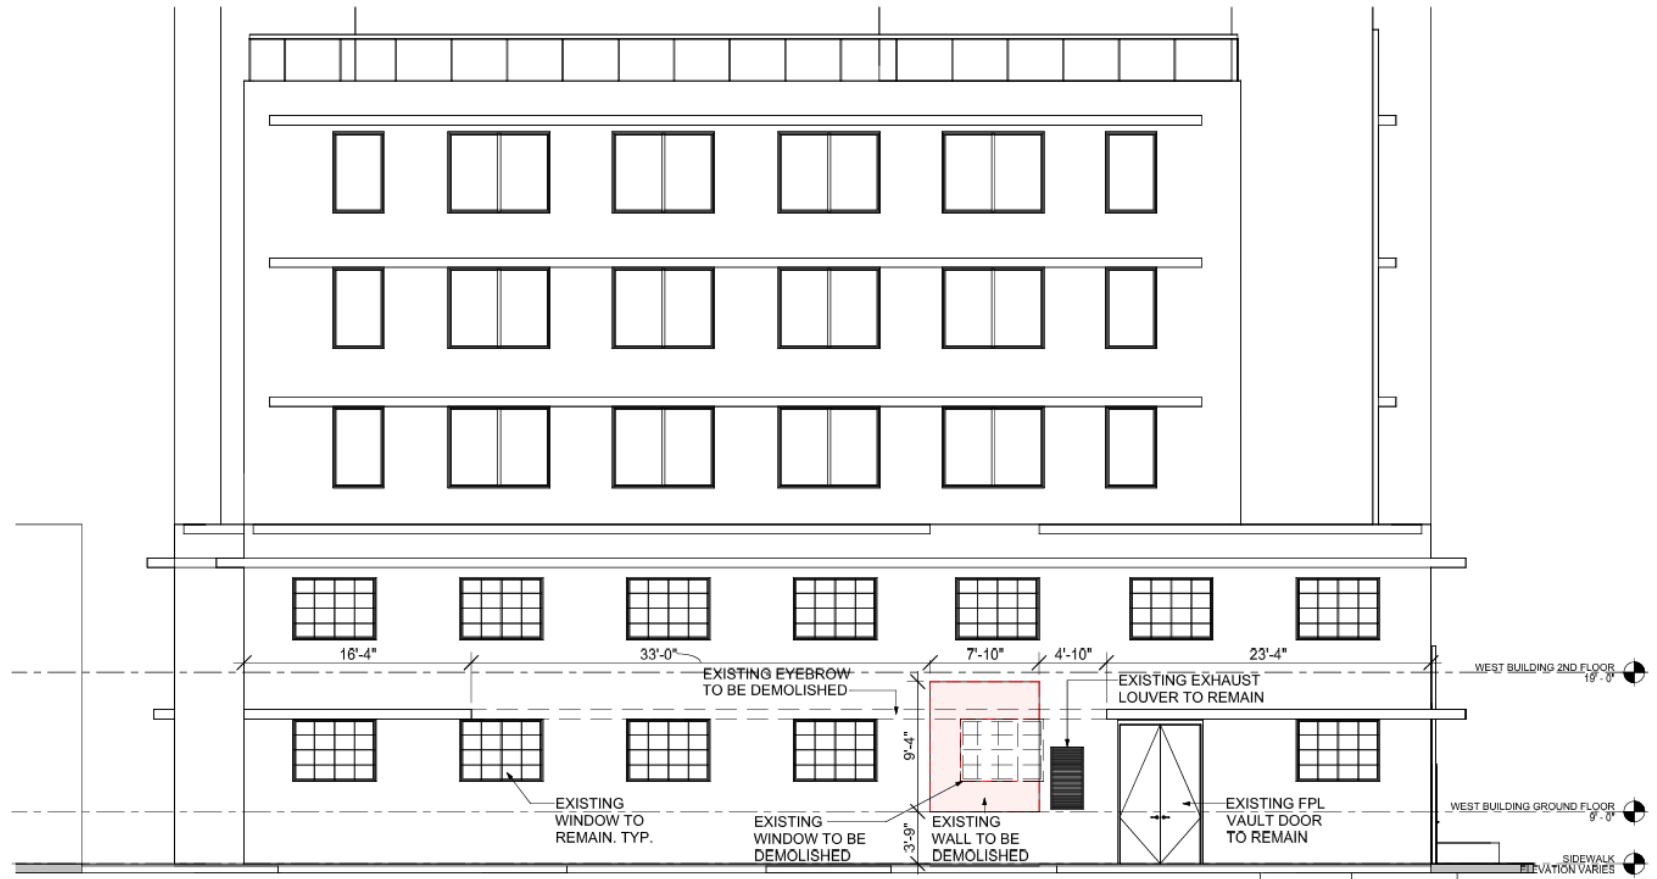 16'-4"
33'-0"
7'-10"
4'-10"
23'-4"
WEST BUILDING 2ND FLOOR
19' - 0"
EXISTING EYEBROW
TO BE DEMOLISHED
EXISTING EXHAUST
LOUVER TO REMAIN
9'-4"
EXISTING
WINDOW TO
REMAIN. TYP.
EXISTING
WINDOW TO BE
DEMOLISHED
3'-9"
EXISTING
WALL TO BE
DEMOLISHED
EXISTING FPL
VAULT DOOR
TO REMAIN
WEST BUILDING GROUND FLOOR
9' - 0"
SIDEWALK
ELEVATION VARIES